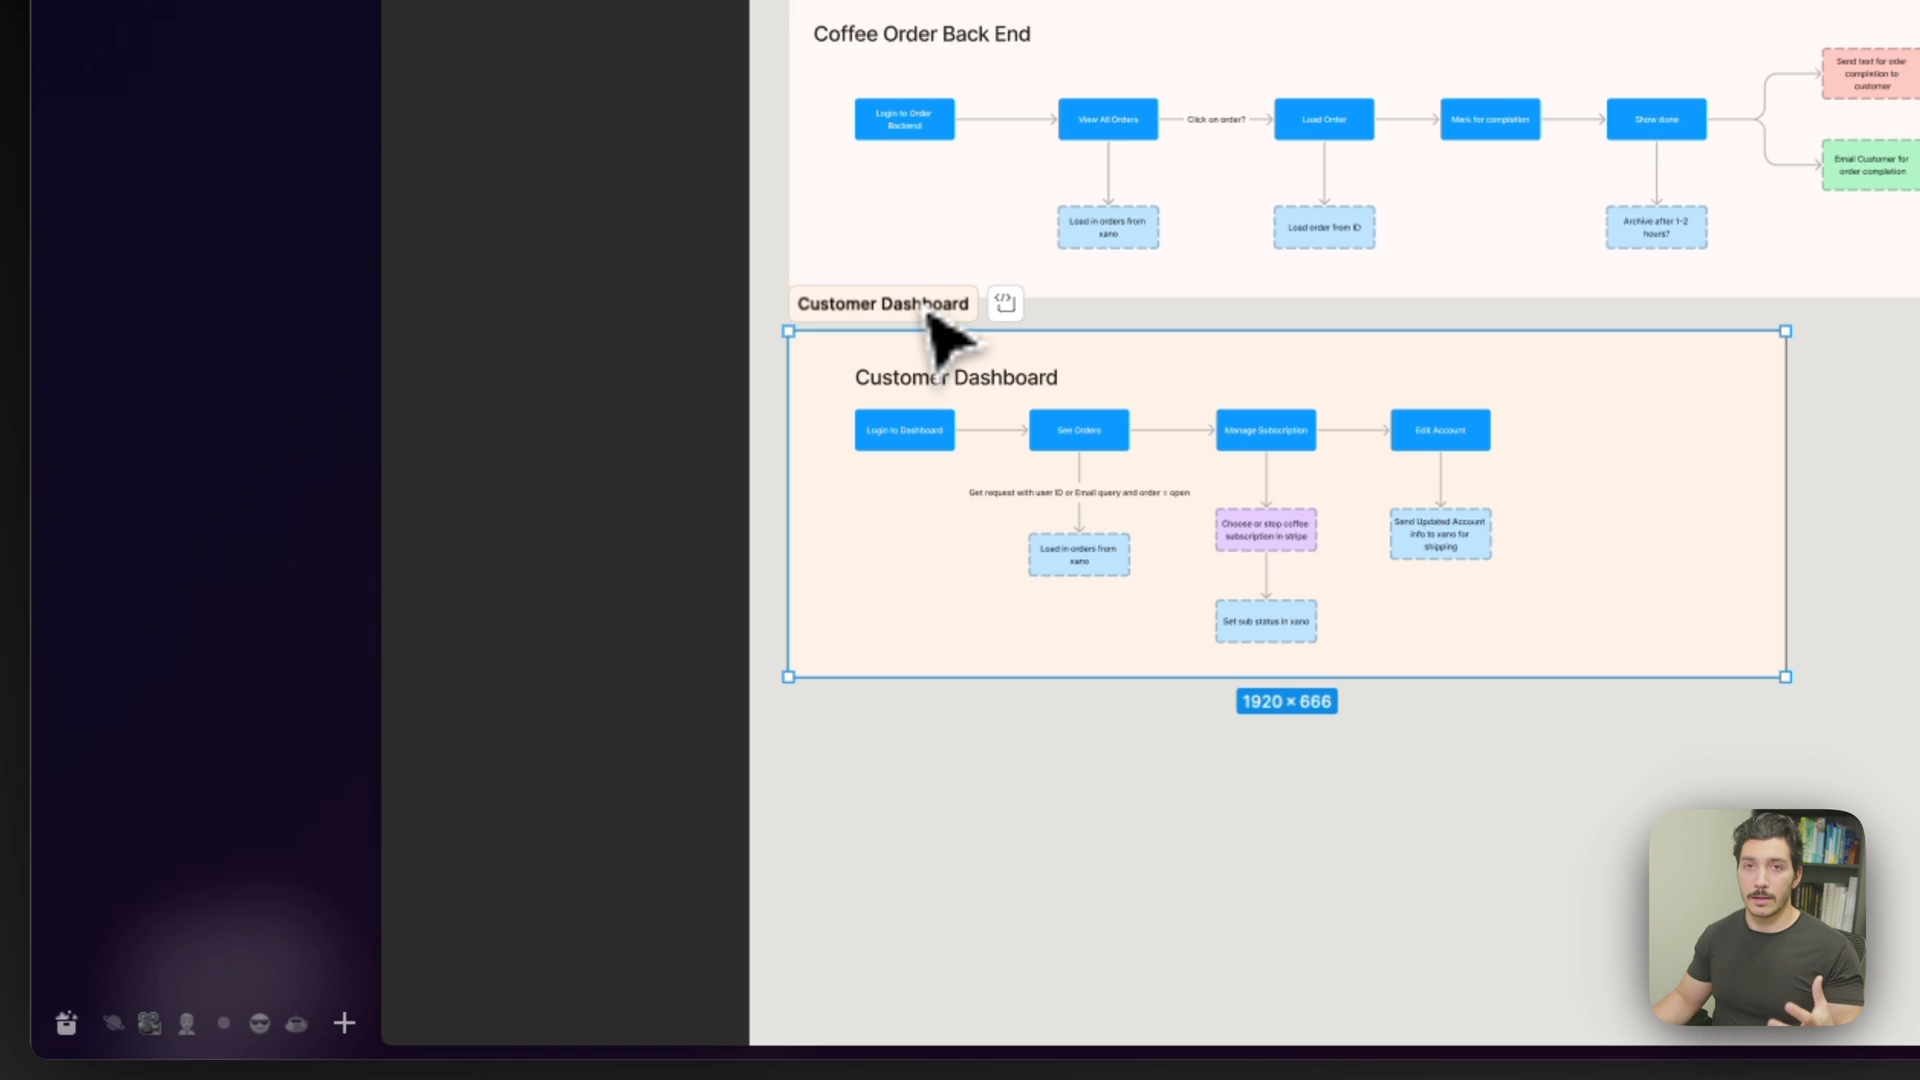 Coffee Order Back End
Send text for oder
completion to
customer
Login to Order
Backend
View All Orders
Click an order?
Load Order
Mark for completion
Show done
Email Customer for
order completion
Load in orders from
xano
Load order from ID
Archive after 1-2
hours?
Customer Dashboard
Customer Dashboard
Login to Dashboard
See Orders
Manage Subscription
Edit Account
Get request with user ID or Email query and order = open
Choose or stop coffee
subscription in stripe
Send Updated Account
info to xano for
shipping
Load in orders from
xano
Set sub status in xano
1920 × 666